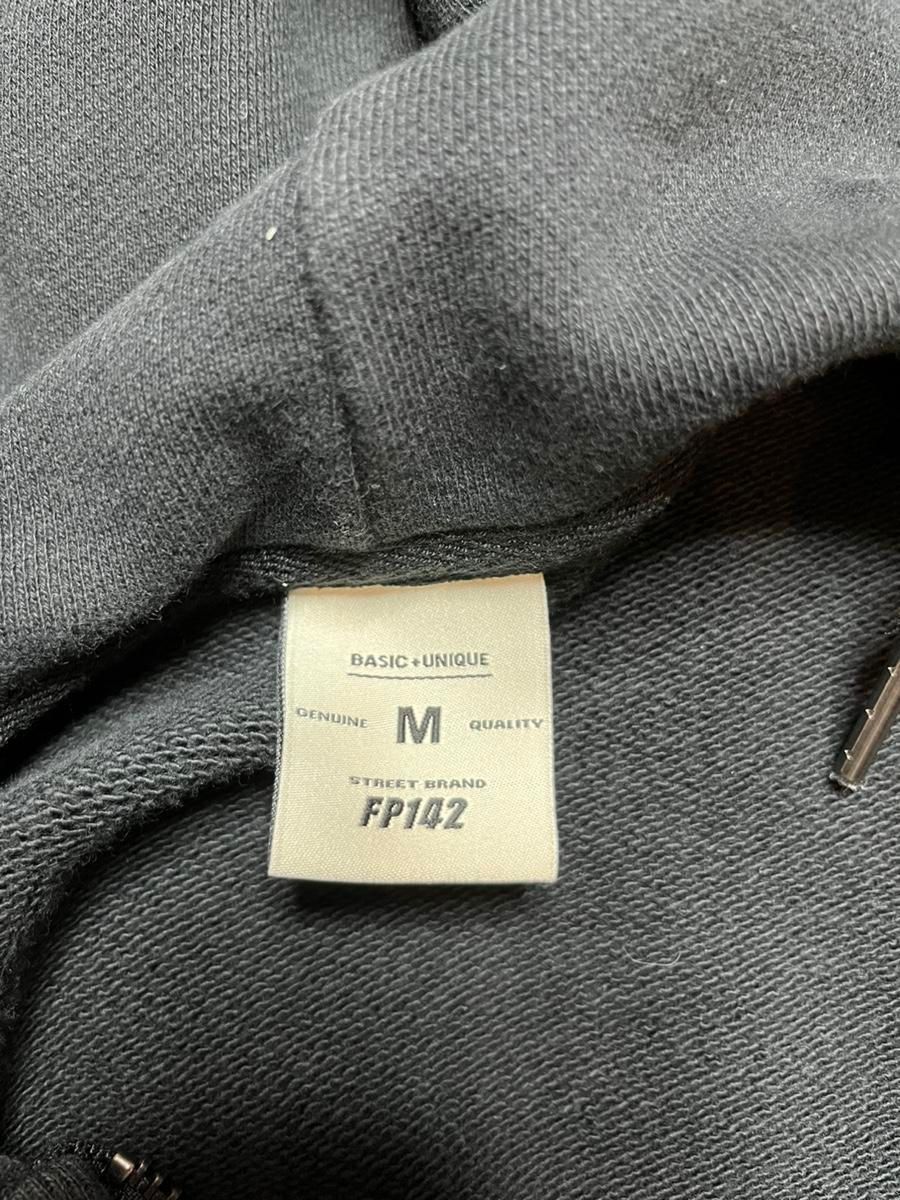 BASIC+UNIQUE
GENUINE M QUALITY
STREET BRAND
FP142